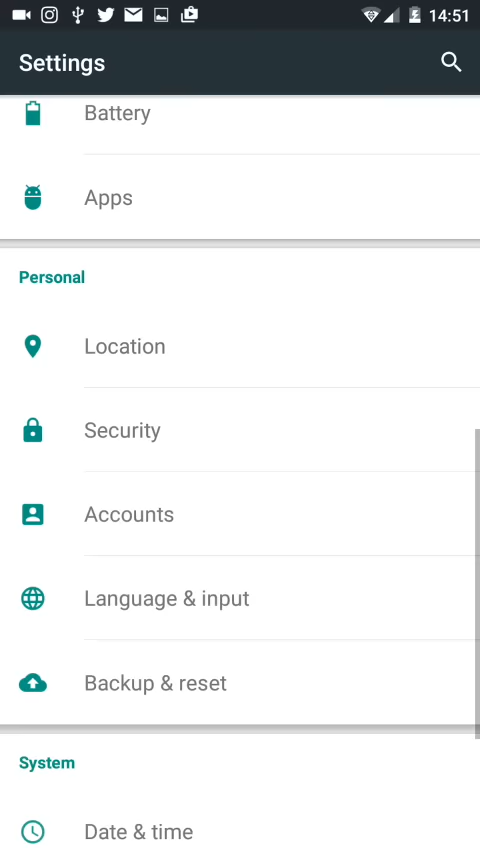 14:51
Settings
Battery
Apps
Personal
Location
Security
Accounts
Language & input
Backup & reset
System
Date & time